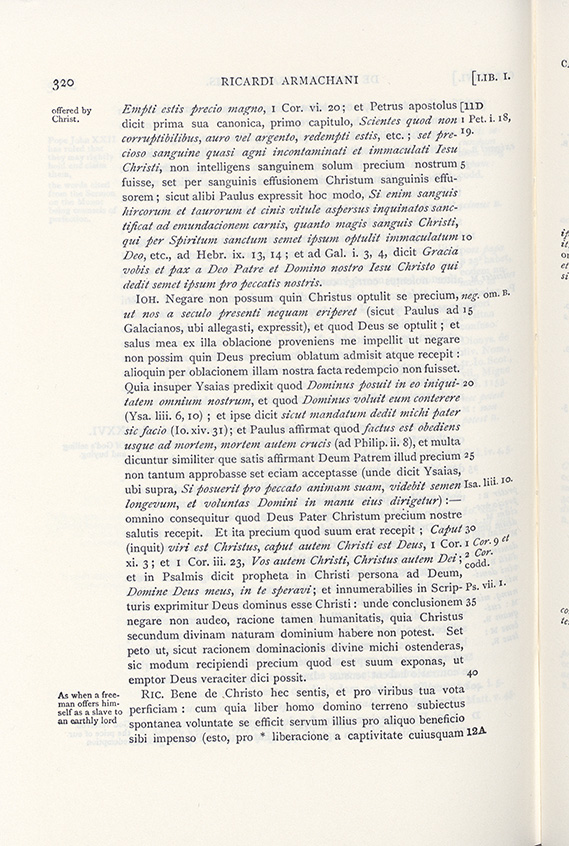 320 RICARDI ARMACHANI [LIB. I.
offered by
Christ.
Empti estis precio magno, 1 Cor. vi. 20; et Petrus apostolus [11D
dicit prima sua canonica, primo capitulo, Scientes quod non 1 Pet. i. 18,
corruptibilibus, auro vel argento, redempti estis, etc.; set pre- 19.
cioso sanguine quasi agni incontaminati et immaculati Iesu
Christi, non intelligens sanguinem solum precium nostrum 5
fuisse, set per sanguinis effusionem Christum sanguinis effu-
sorem; sicut alibi Paulus expressit hoc modo, Si enim sanguis
hircorum et taurorum et cinis vitule aspersus inquinatos sanc-
tificat ad emundacionem carnis, quanto magis sanguis Christi,
qui per Spiritum sanctum semet ipsum optulit immaculatum 10
Deo, etc., ad Hebr. ix. 13, 14; et ad Gal. i. 3, 4, dicit Gracia
vobis et pax a Deo Patre et Domino nostro Iesu Christo qui
dedit semet ipsum pro peccatis nostris.
IOH. Negare non possum quin Christus optulit se precium, neg. om. B.
ut nos a seculo presenti nequam eriperet (sicut Paulus ad 15
Galacianos, ubi allegasti, expressit), et quod Deus se optulit; et
salus mea ex illa oblacione proveniens me impellit ut negare
non possim quin Deus precium oblatum admisit atque recepit:
alioquin per oblacionem illam nostra facta redempcio non fuisset.
Quia insuper Ysaias predixit quod Dominus posuit in eo iniqui- 20
tatem omnium nostrum, et quod Dominus voluit eum conterere
(Ysa. liii. 6, 10); et ipse dicit sicut mandatum dedit michi pater
sic facio (Io. xiv. 31); et Paulus affirmat quod factus est obediens
usque ad mortem, mortem autem crucis (ad Philip. ii. 8), et multa
dicuntur similiter que satis affirmant Deum Patrem illud precium 25
non tantum approbasse set eciam acceptasse (unde dicit Ysaias,
ubi supra, Si posuerit pro peccato animam suam, videbit semen Isa. liii. 10.
longevum, et voluntas Domini in manu eius dirigetur):—
omnino consequitur quod Deus Pater Christum precium nostre
salutis recepit. Et ita precium quod suum erat recepit; Caput 30
(inquit) viri est Christus, caput autem Christi est Deus, 1 Cor. 1 Cor. 9 et
xi. 3; et 1 Cor. iii. 23, Vos autem Christi, Christus autem Dei; 2 Cor.
codd.
et in Psalmis dicit propheta in Christi persona ad Deum,
Domine Deus meus, in te speravi; et innumerabilies in Scrip- Ps. vii. 1.
turis exprimitur Deus dominus esse Christi: unde conclusionem 35
negare non audeo, racione tamen humanitatis, quia Christus
secundum divinam naturam dominium habere non potest. Set
peto ut, sicut racionem dominacionis divine michi ostenderas,
sic modum recipiendi precium quod est suum exponas, ut
emptor Deus veraciter dici possit. 40
As when a free-
man offers him-
self as a slave to
an earthly lord
RIC. Bene de Christo hec sentis, et pro viribus tua vota
perficiam: cum quia liber homo domino terreno subiectus
spontanea voluntate se efficit servum illius pro aliquo beneficio
sibi impenso (esto, pro * liberacione a captivitate cuiusquam 12A